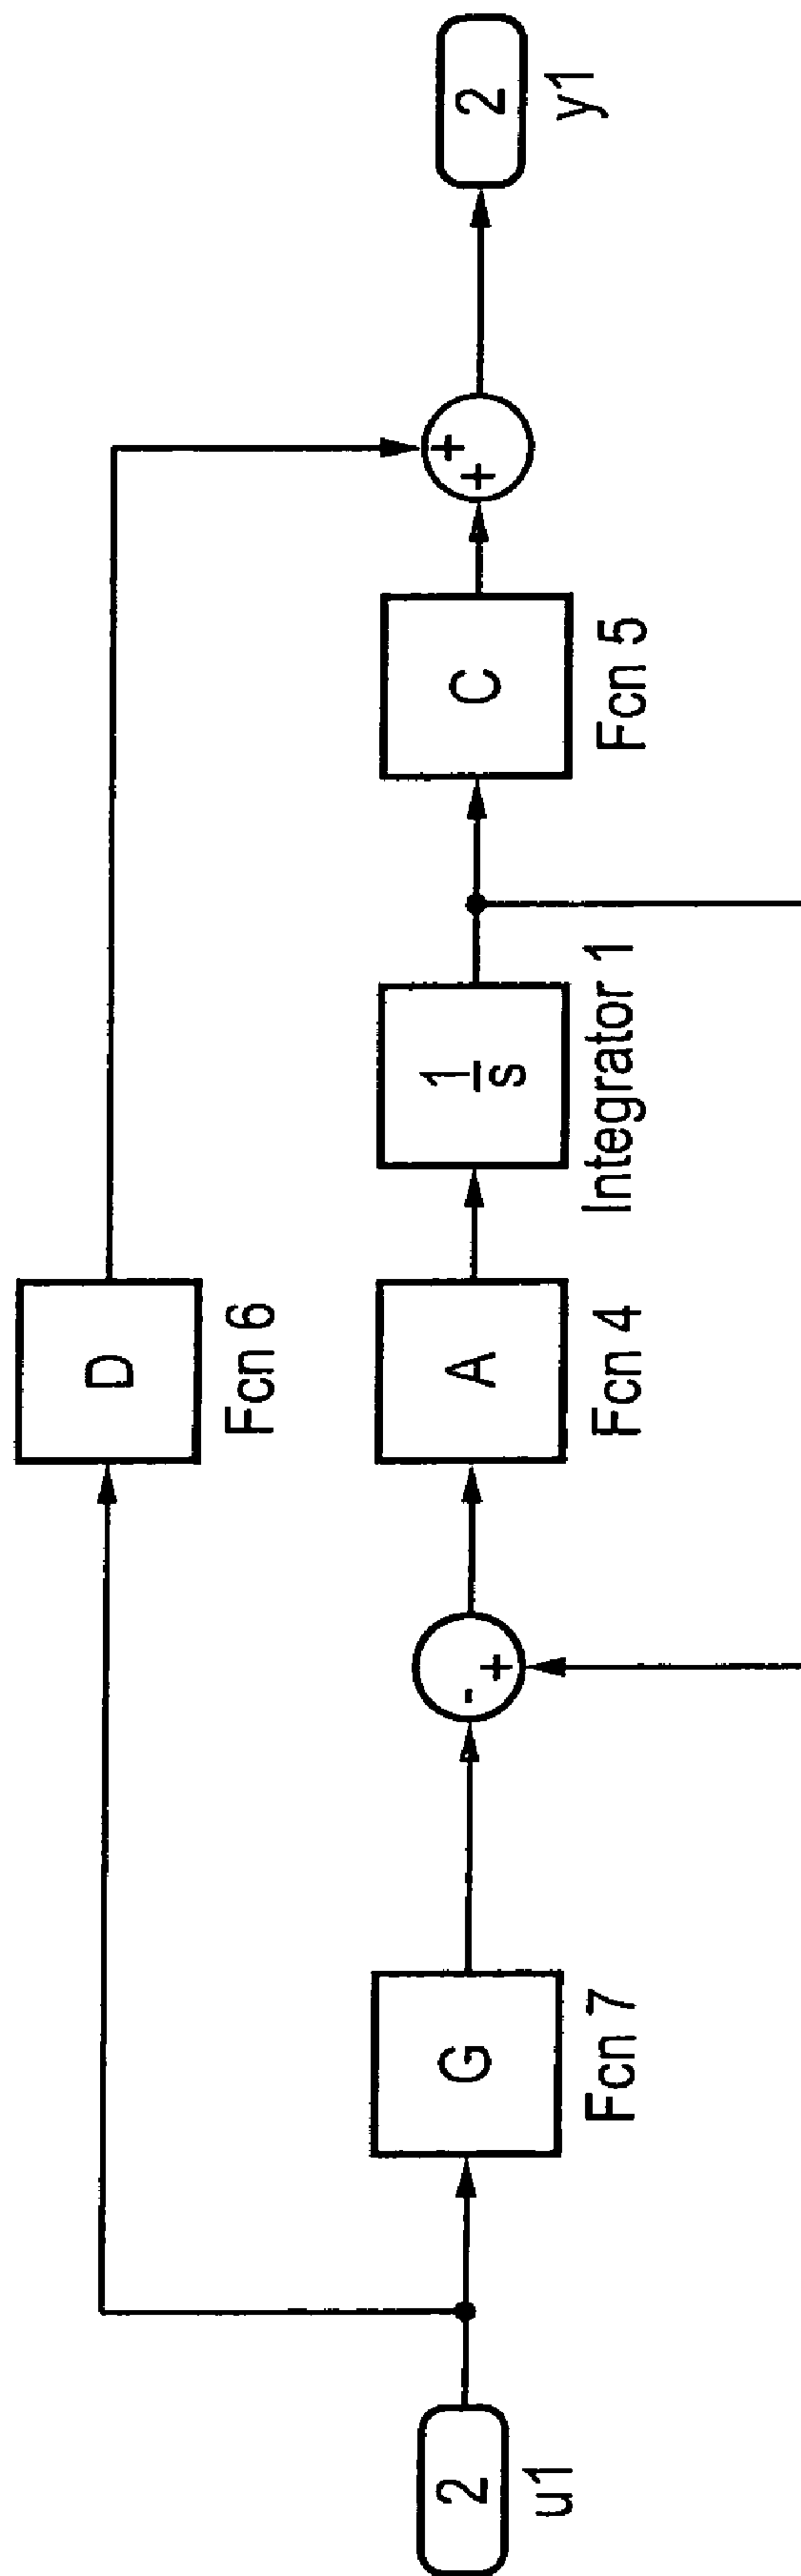 D
Fcn 6
2
u1
G
Fcn 7
-
+
A
Fcn 4
1
s
Integrator 1
C
Fcn 5
+
+
2
y1